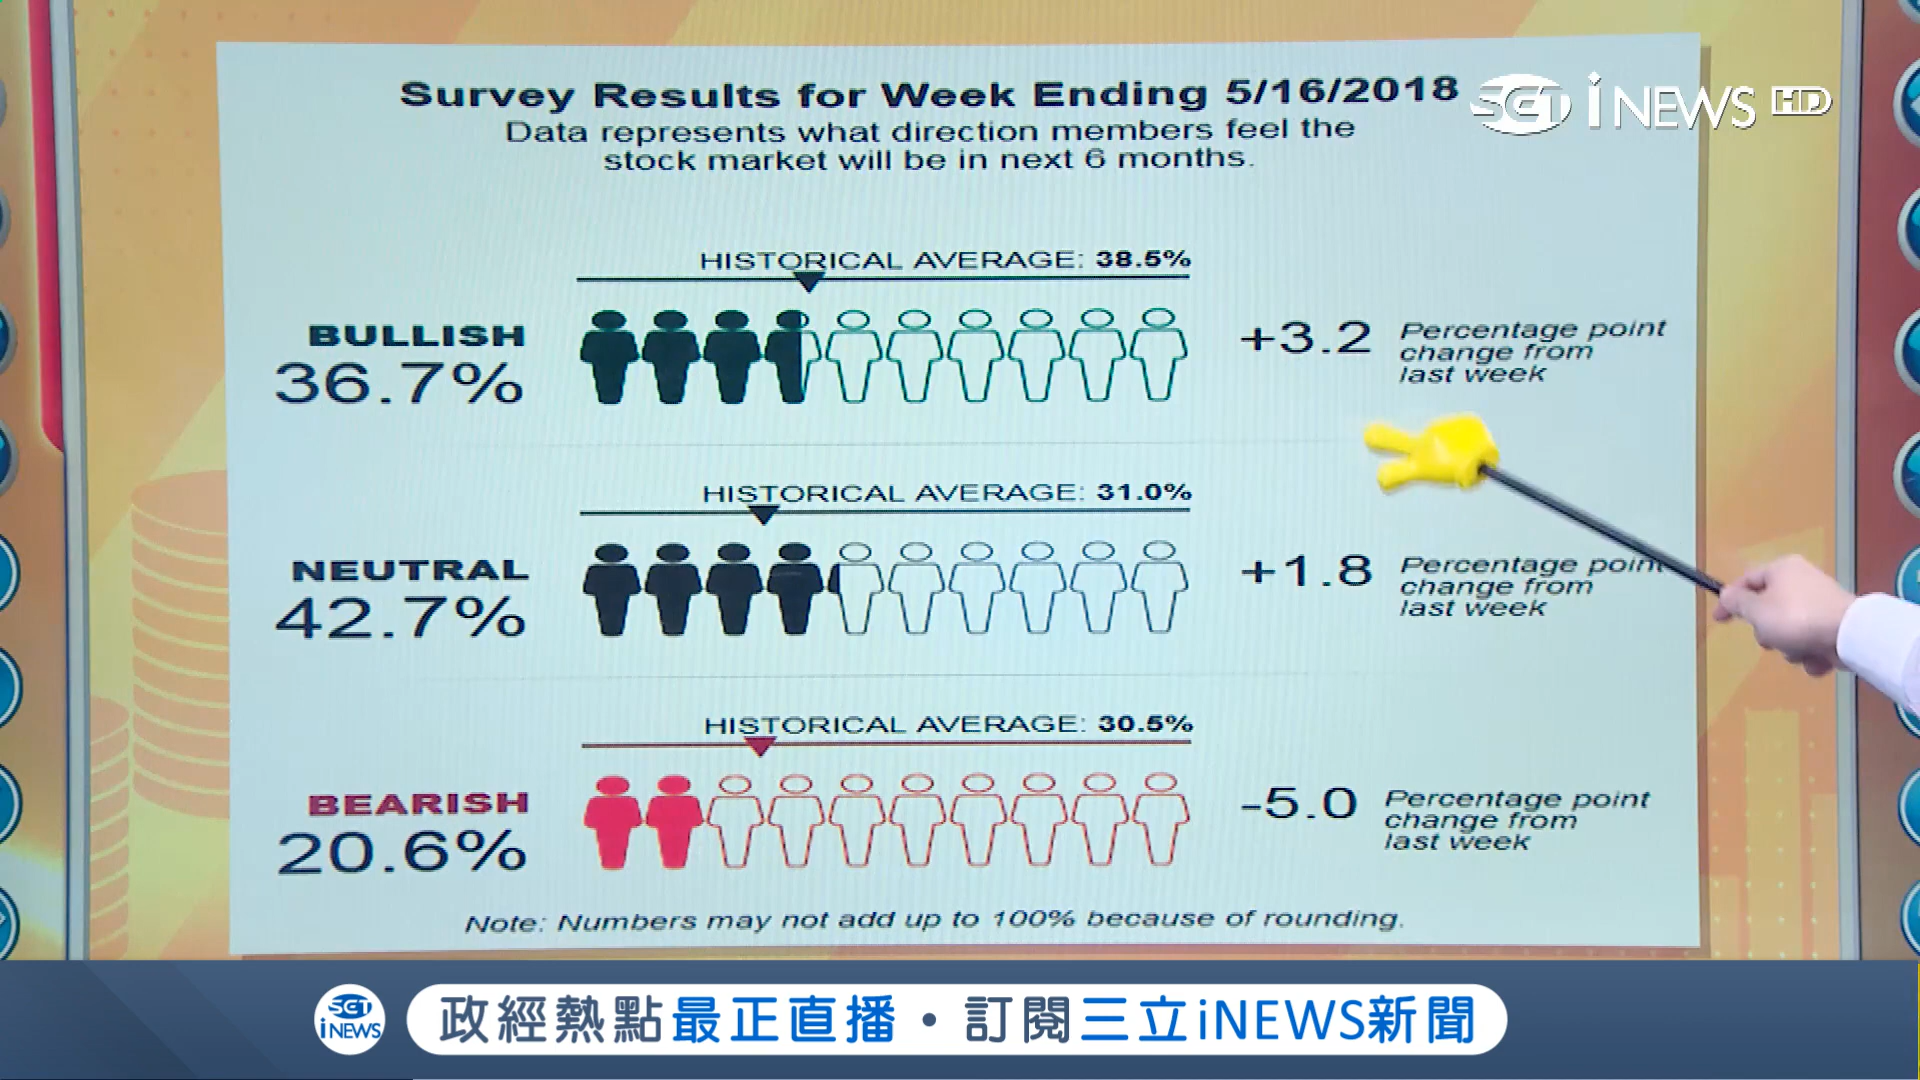 Survey Results for Week Ending 5/16/2018
SET iNEWS HD
Data represents what direction members feel the
stock market will be in next 6 months.
HISTORICAL AVERAGE: 38.5%
BULLISH
36.7%
+3.2
Percentage point
change from
last week
HISTORICAL AVERAGE: 31.0%
NEUTRAL
42.7%
+1.8
Percentage point
change from
last week
HISTORICAL AVERAGE: 30.5%
BEARISH
20.6%
-5.0
Percentage point
change from
last week
Note: Numbers may not add up to 100% because of rounding.
SET
iNEWS
政經熱點最正直播・訂閱三立iNEWS新聞